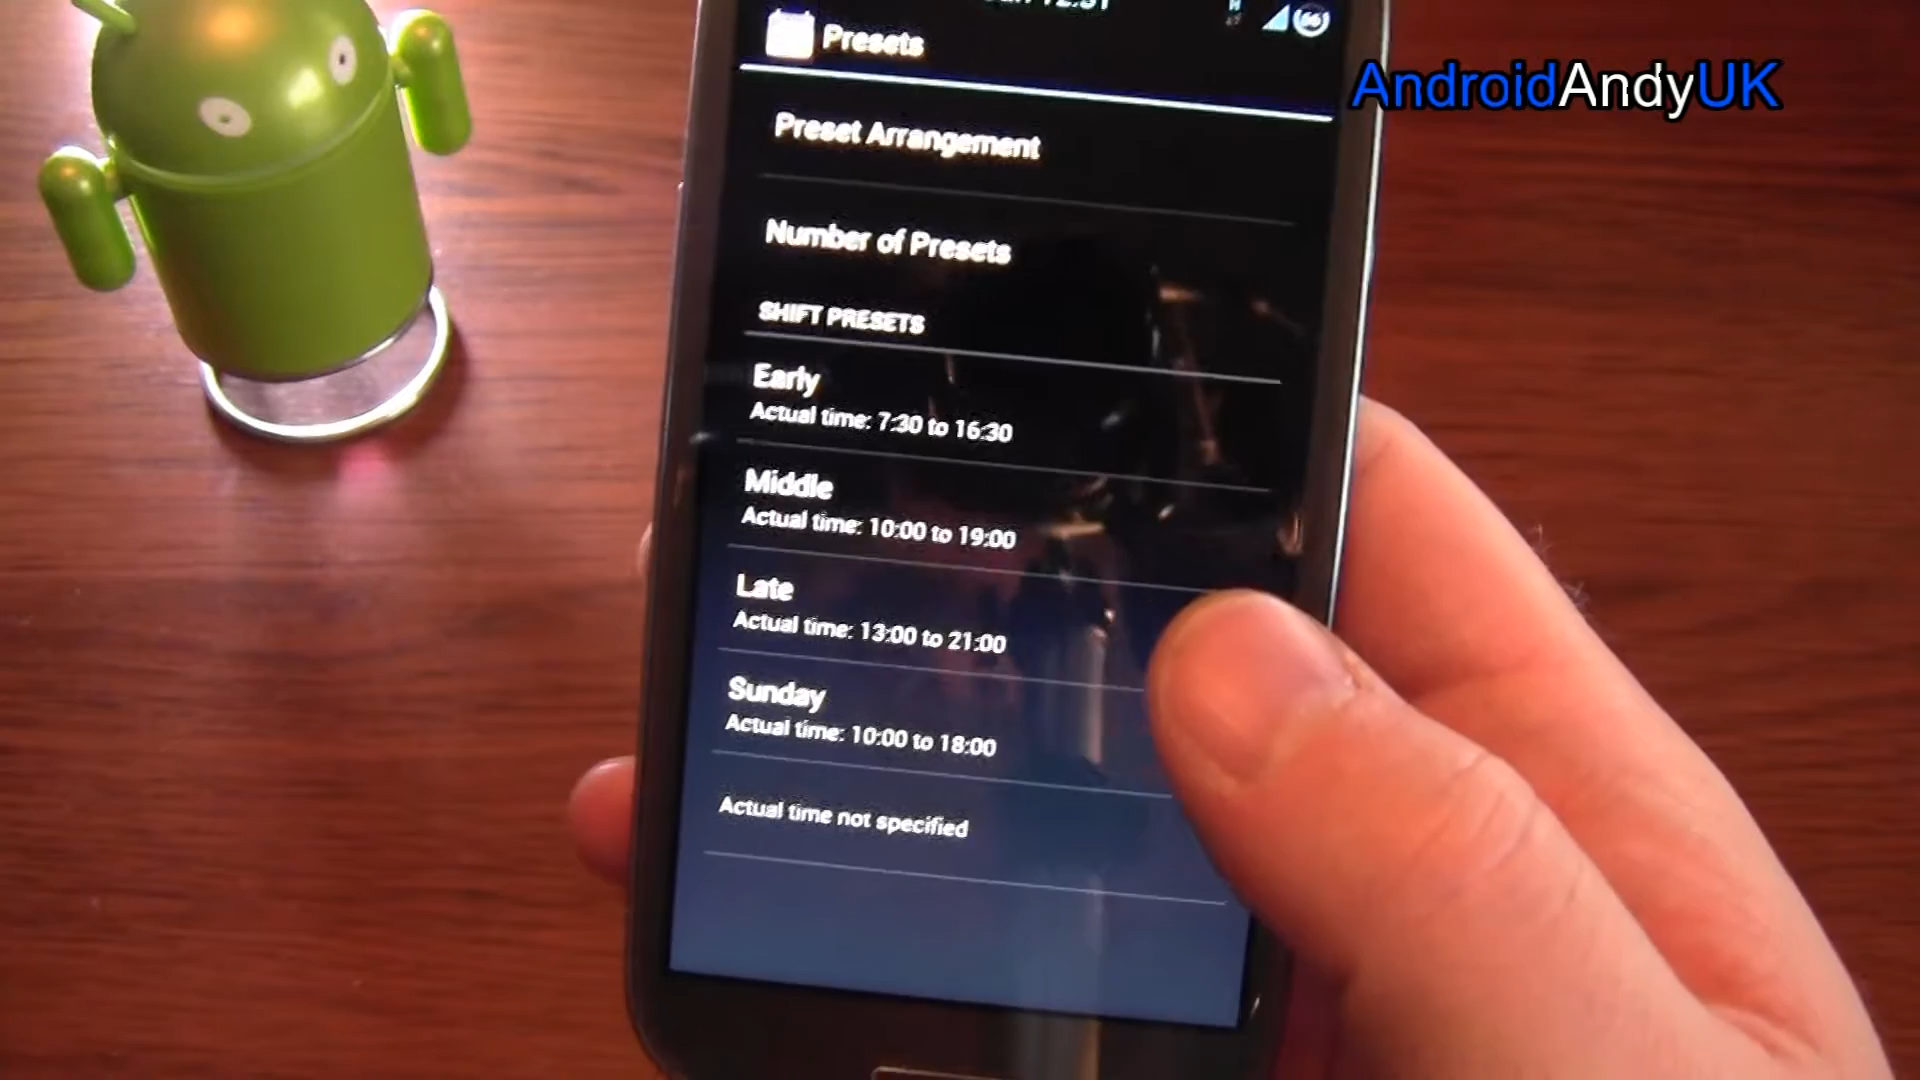 Presets
AndroidAndyUK
Preset Arrangement
Number of Presets
SHIFT PRESETS
Early
Actual time: 7:30 to 16:30
Middle
Actual time: 10:00 to 19:00
Late
Actual time: 13:00 to 21:00
Sunday
Actual time: 10:00 to 18:00
Actual time not specified